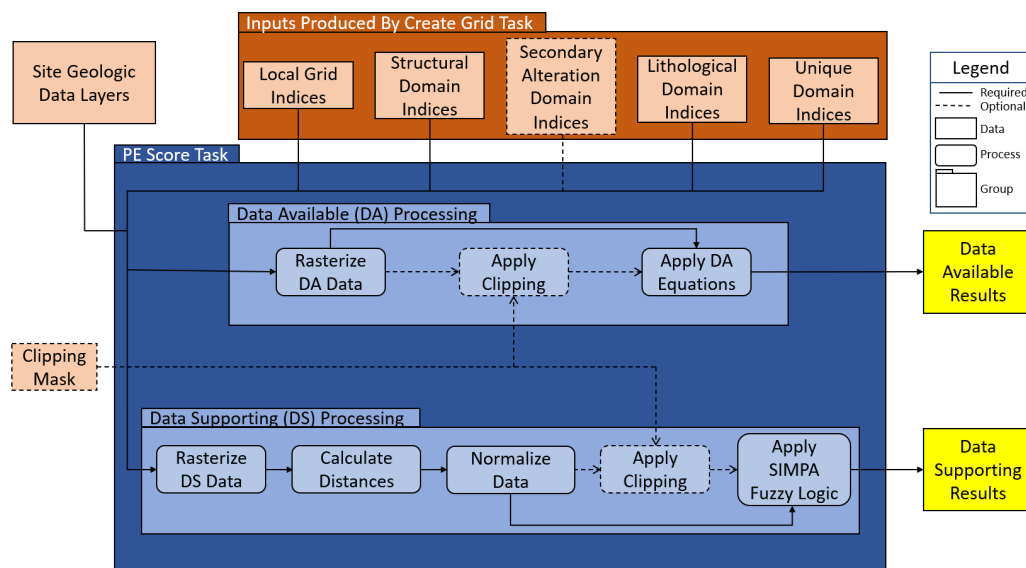 Inputs Produced By Create Grid Task
Site Geologic
Data Layers
Local Grid
Indices
Structural
Domain
Indices
Secondary
Alteration
Domain
Indices
Lithological
Domain
Indices
Unique
Domain
Indices
Legend
Required
Optional
Data
Process
Group
PE Score Task
Data Available (DA) Processing
Rasterize
DA Data
Apply
Clipping
Apply DA
Equations
Data
Available
Results
Clipping
Mask
Data Supporting (DS) Processing
Rasterize
DS Data
Calculate
Distances
Normalize
Data
Apply
Clipping
Apply
SIMPA
Fuzzy Logic
Data
Supporting
Results